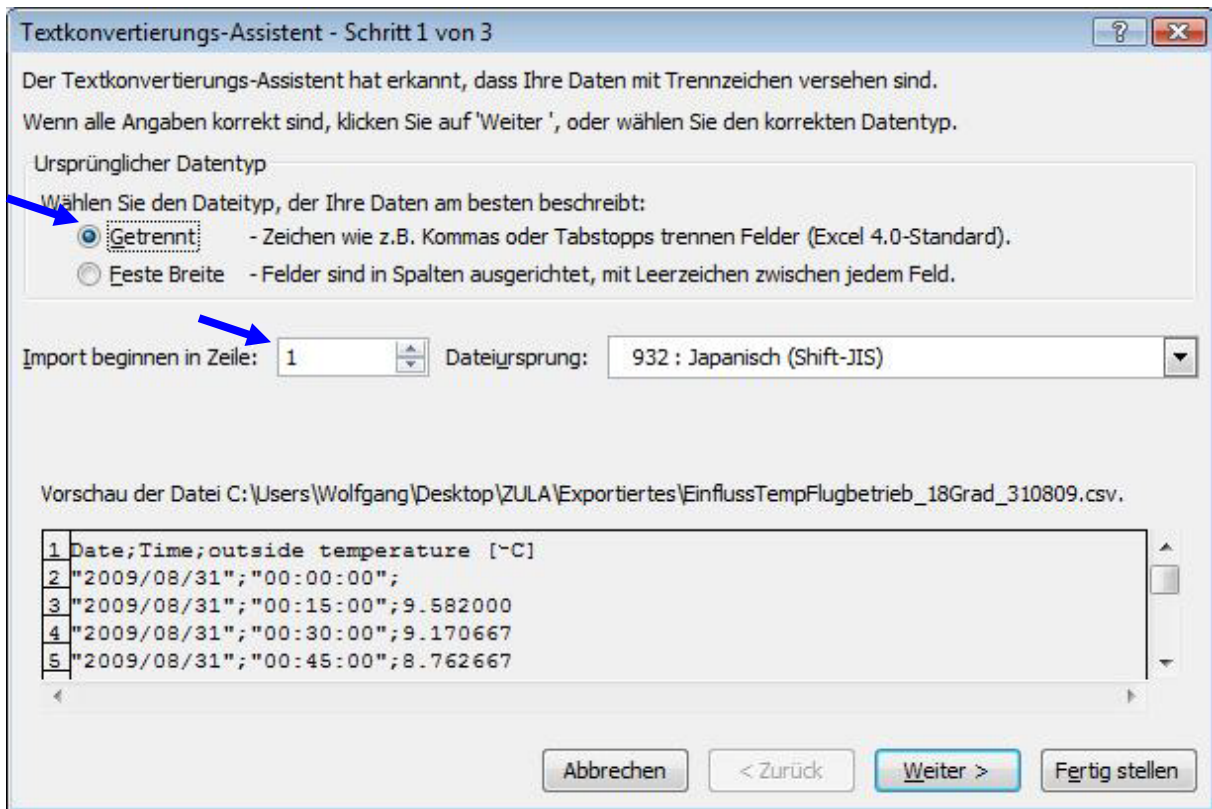 Textkonvertierungs-Assistent - Schritt 1 von 3
Der Textkonvertierungs-Assistent hat erkannt, dass Ihre Daten mit Trennzeichen versehen sind.
Wenn alle Angaben korrekt sind, klicken Sie auf 'Weiter ', oder wählen Sie den korrekten Datentyp.
Ursprünglicher Datentyp
Wählen Sie den Dateityp, der Ihre Daten am besten beschreibt:
Getrennt - Zeichen wie z.B. Kommas oder Tabstopps trennen Felder (Excel 4.0-Standard).
Feste Breite - Felder sind in Spalten ausgerichtet, mit Leerzeichen zwischen jedem Feld.
Import beginnen in Zeile: 1 Dateiursprung: 932 : Japanisch (Shift-JIS)
Vorschau der Datei C:\Users\Wolfgang\Desktop\ZULA\Exportiertes\EinflussTempFlugbetrieb_18Grad_310809.csv.
1 Date;Time;outside temperature [ｰC]
2 "2009/08/31";"00:00:00";
3 "2009/08/31";"00:15:00";9.582000
4 "2009/08/31";"00:30:00";9.170667
5 "2009/08/31";"00:45:00";8.762667
Abbrechen < Zurück Weiter > Fertig stellen